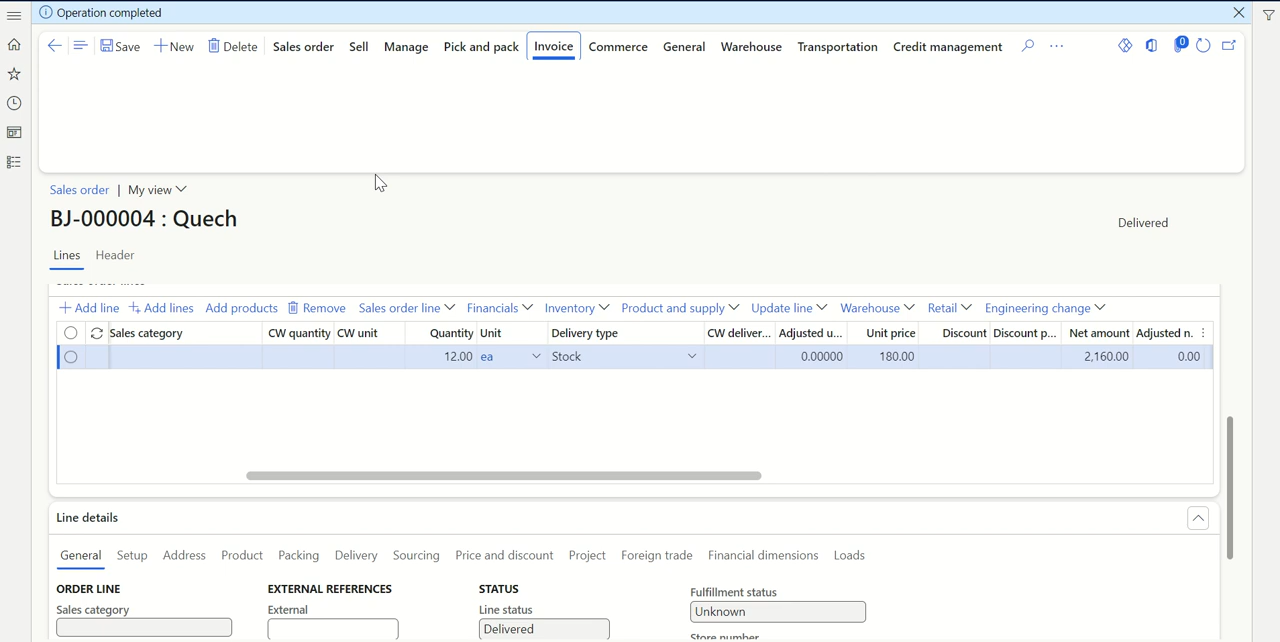 Operation completed
Save New Delete Sales order Sell Manage Pick and pack Invoice Commerce General Warehouse Transportation Credit management ... 0
Sales order | My view
BJ-000004 : Quech
Delivered
Lines Header
Add line Add lines Add products Remove Sales order line Financials Inventory Product and supply Update line Warehouse Retail Engineering change
Sales category CW quantity CW unit Quantity Unit Delivery type CW deliver... Adjusted u... Unit price Discount Discount p... Net amount Adjusted n.
12.00 ea Stock 0.00000 180.00 2,160.00 0.00
Line details
General Setup Address Product Packing Delivery Sourcing Price and discount Project Foreign trade Financial dimensions Loads
ORDER LINE EXTERNAL REFERENCES STATUS Fulfillment status
Sales category External Line status Unknown
Delivered Store number